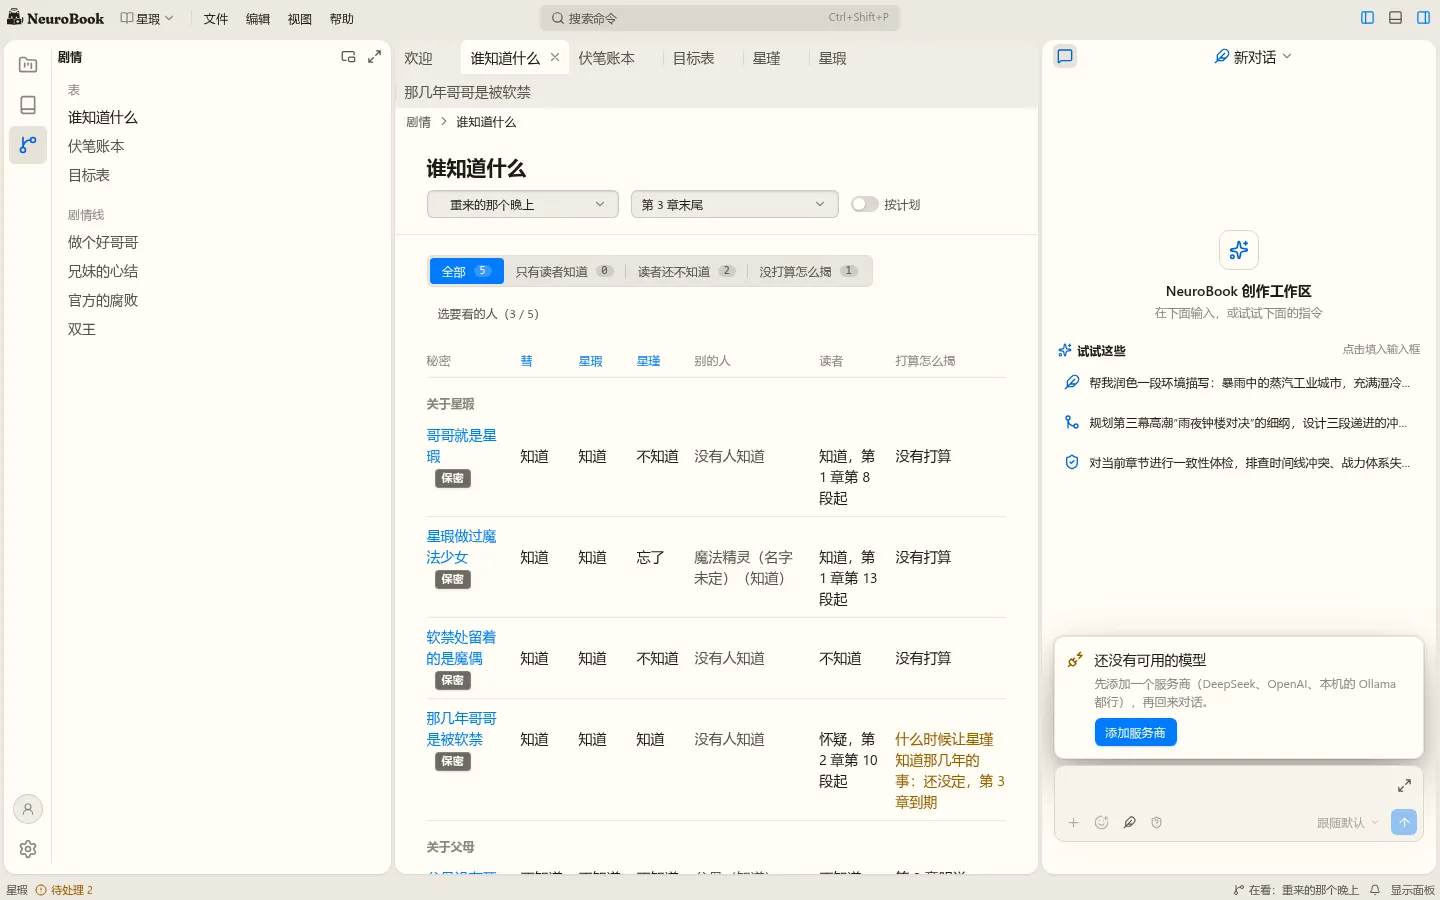 NeuroBook
星瑕
文件
编辑
视图
帮助
搜索命令
Ctrl+Shift+P
剧情
表
谁知道什么
伏笔账本
目标表
剧情线
做个好哥哥
兄妹的心结
官方的腐败
双王
欢迎
谁知道什么
伏笔账本
目标表
星瑾
星瑕
那几年哥哥是被软禁
剧情 > 谁知道什么
谁知道什么
重来的那个晚上
第 3 章末尾
按计划
全部 5
只有读者知道 0
读者还不知道 2
没打算怎么揭 1
选要看的人（3 / 5）
秘密 彗 星瑕 星瑾 别的人 读者 打算怎么揭
关于星瑕
哥哥就是星
瑕
保密
知道 知道 不知道 没有人知道
知道，第
1 章第 8
段起
没有打算
星瑕做过魔
法少女
保密
知道 知道 忘了
魔法精灵（名字
未定）（知道）
知道，第
1 章第 13
段起
没有打算
软禁处留着
的是魔偶
保密
知道 知道 不知道 没有人知道 不知道 没有打算
那几年哥哥
是被软禁
保密
知道 知道 知道 没有人知道
怀疑，第
2 章第 10
段起
什么时候让星瑾
知道那几年的
事：还没定，第 3
章到期
关于父母
新对话
NeuroBook 创作工作区
在下面输入，或试试下面的指令
试试这些
点击填入输入框
帮我润色一段环境描写：暴雨中的蒸汽工业城市，充满湿冷...
规划第三幕高潮“雨夜钟楼对决”的细纲，设计三段递进的冲...
对当前章节进行一致性体检，排查时间线冲突、战力体系失...
还没有可用的模型
先添加一个服务商（DeepSeek、OpenAI、本机的 Ollama
都行），再回来对话。
添加服务商
跟随默认
星瑕
待处理 2
在看：重来的那个晚上
显示面板